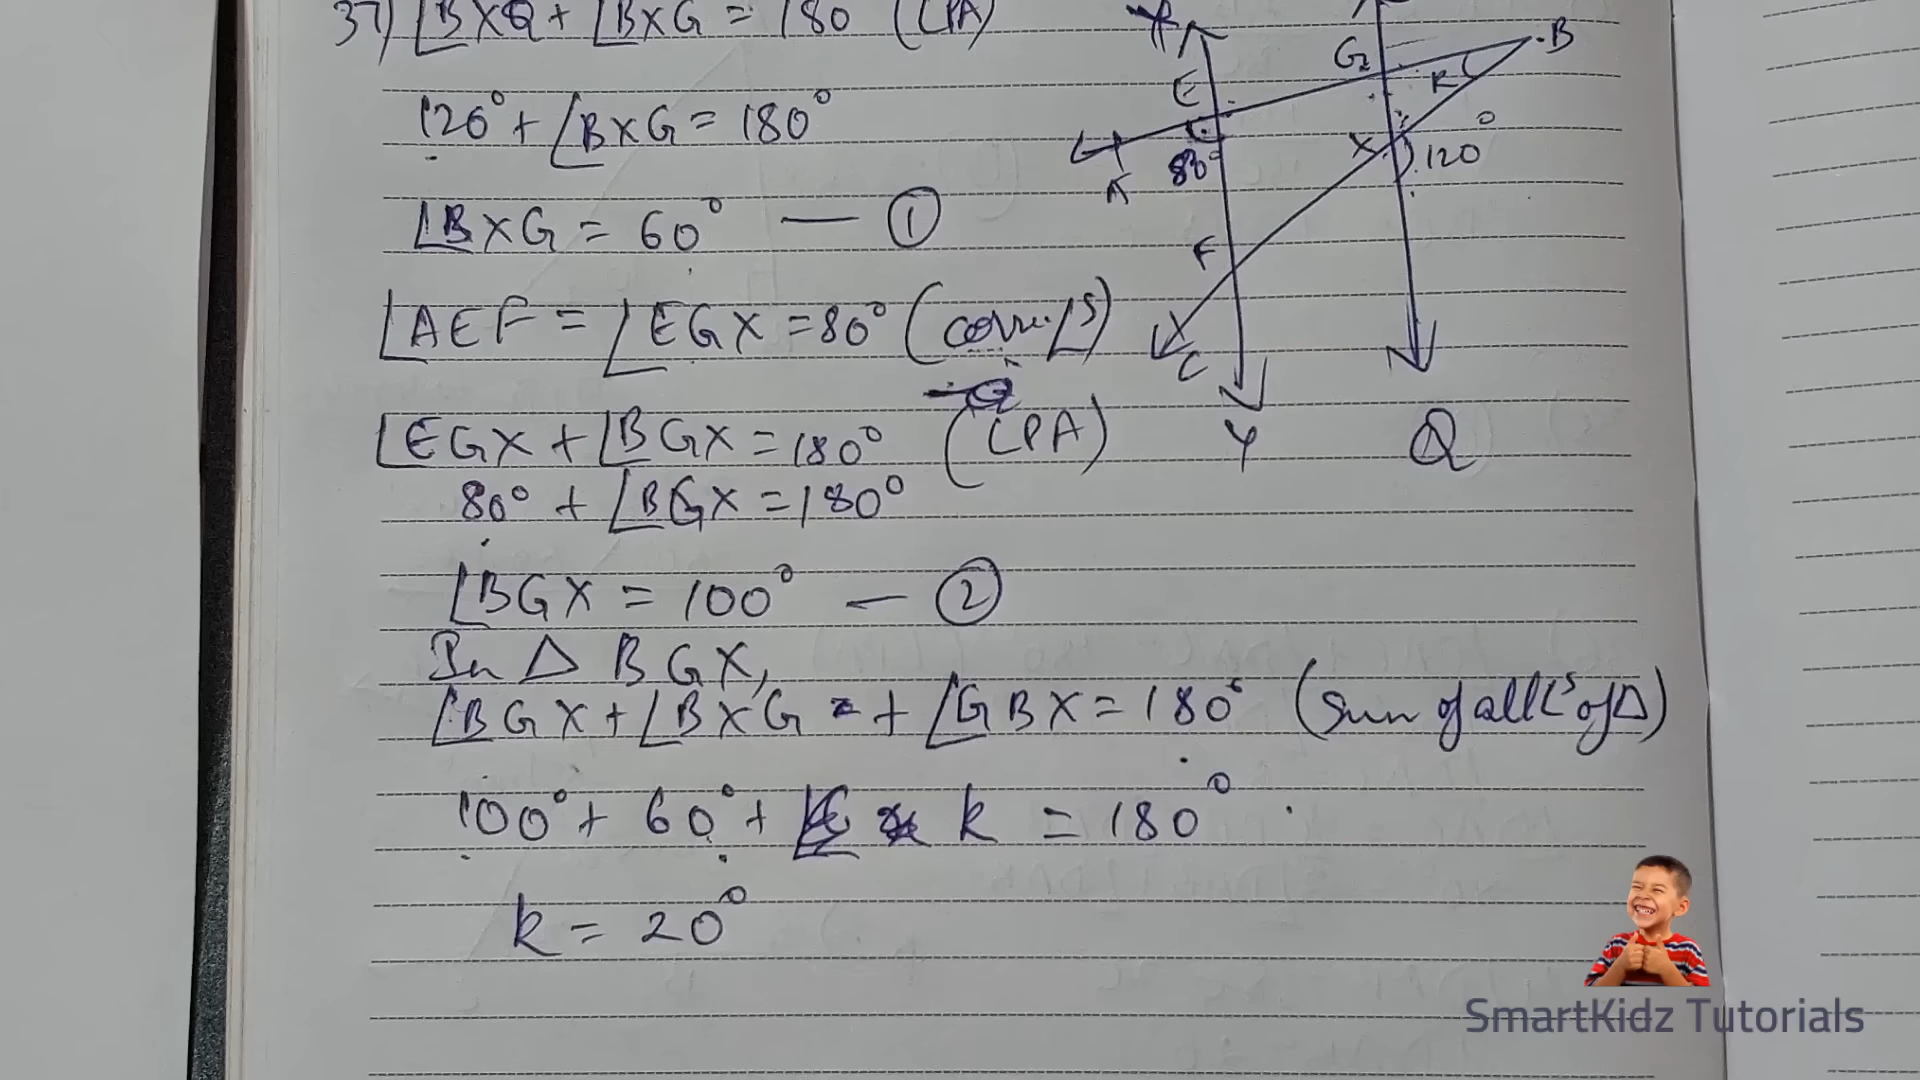 37) ∠BXQ + ∠BXG = 180 (LPA)
120° + ∠BXG = 180°
∠BXG = 60° — ①
∠AEF = ∠EGX = 80° (corre. ∠s)
∠EGX + ∠BGX = 180° (LPA)
80° + ∠BGX = 180°
∠BGX = 100° — ②
In Δ BGX,
∠BGX + ∠BXG + ∠GBX = 180° (Sum of all ∠s of Δ)
100° + 60° + k = 180°
k = 20°
E
G
B
k
A
80°
X
120°
F
C
Y
Q
SmartKidz Tutorials